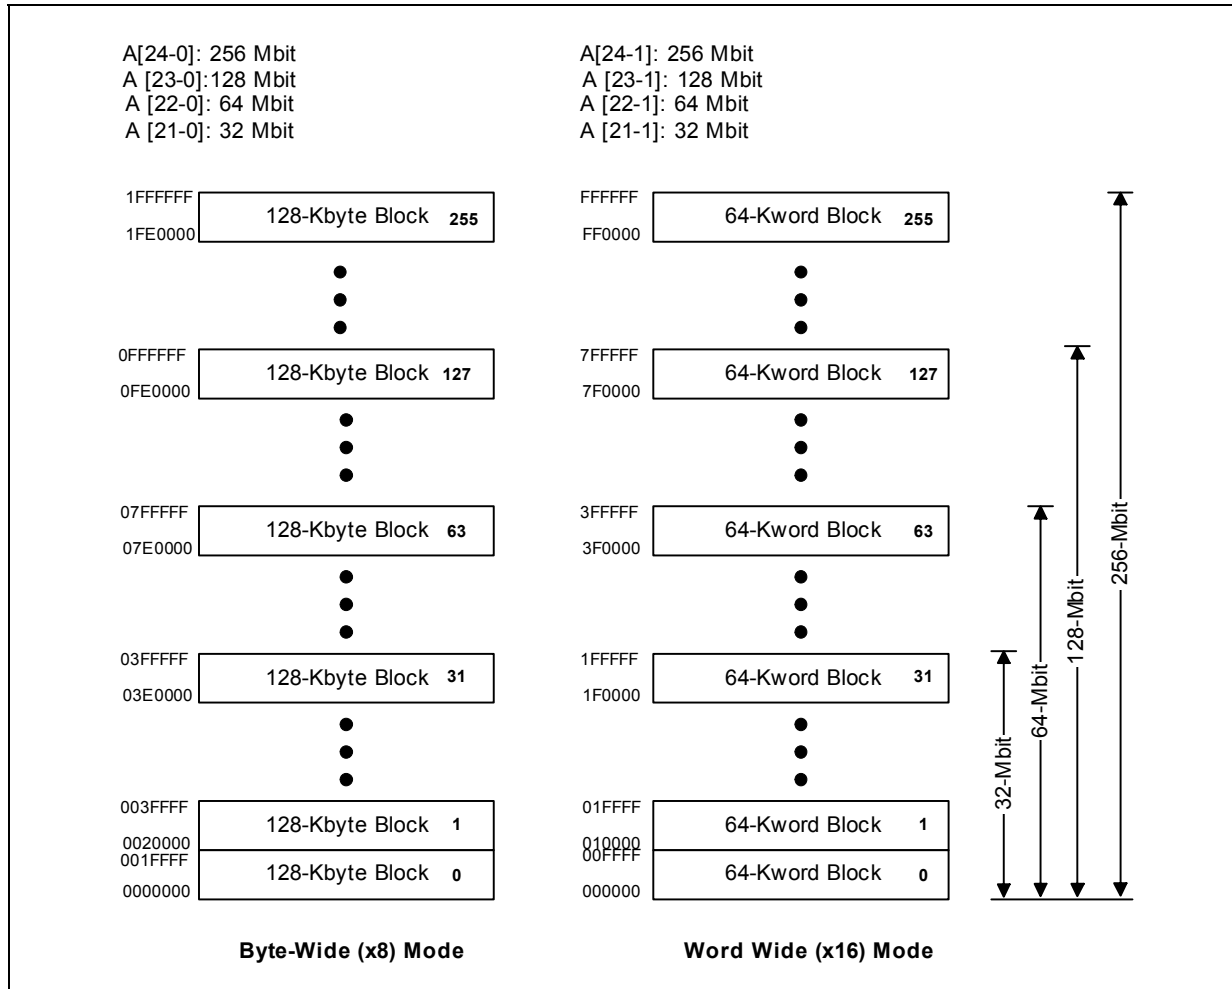 A[24-0]: 256 Mbit
A [23-0]:128 Mbit
A [22-0]: 64 Mbit
A [21-0]: 32 Mbit
A[24-1]: 256 Mbit
A [23-1]: 128 Mbit
A [22-1]: 64 Mbit
A [21-1]: 32 Mbit
1FFFFFF
128-Kbyte Block 255
1FE0000
0FFFFFF
128-Kbyte Block 127
0FE0000
07FFFFF
128-Kbyte Block 63
07E0000
03FFFFF
128-Kbyte Block 31
03E0000
003FFFF
128-Kbyte Block 1
0020000
001FFFF
128-Kbyte Block 0
0000000
Byte-Wide (x8) Mode
FFFFFF
64-Kword Block 255
FF0000
7FFFFF
64-Kword Block 127
7F0000
3FFFFF
64-Kword Block 63
3F0000
1FFFFF
64-Kword Block 31
1F0000
01FFFF
64-Kword Block 1
010000
00FFFF
64-Kword Block 0
000000
Word Wide (x16) Mode
32-Mbit
64-Mbit
128-Mbit
256-Mbit